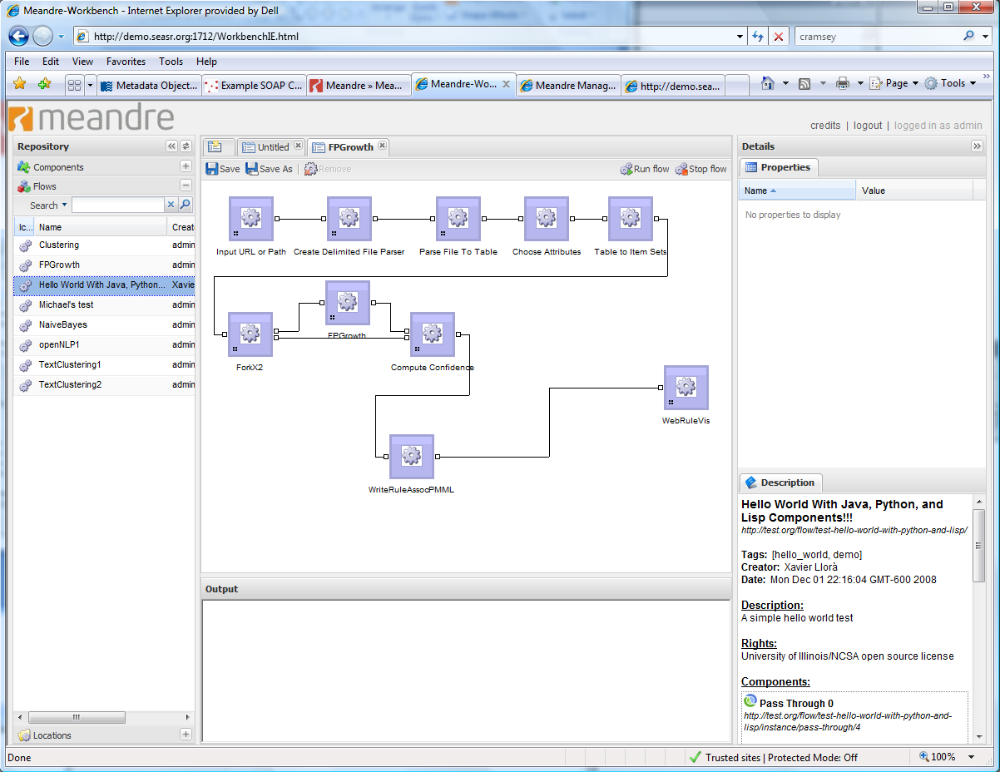 Meandre-Workbench - Internet Explorer provided by Dell
http://demo.seasr.org:1712/WorkbenchIE.html
cramsey
File Edit View Favorites Tools Help
Metadata Object... Example SOAP C... Meandre » Mea... Meandre-Wo... Meandre Manag... http://demo.sea... Page Tools
meandre
credits | logout | logged in as admin
Repository
Components
Flows
Search
Ic... Name Create
Clustering admin
FPGrowth admin
Hello World With Java, Python... Xavie
Michael's test admin
NaiveBayes admin
openNLP1 admin
TextClustering1 admin
TextClustering2 admin
Locations
Untitled FPGrowth
Save Save As Remove Run flow Stop flow
Input URL or Path Create Delimited File Parser Parse File To Table Choose Attributes Table to Item Sets
FPGrowth
ForkX2 Compute Confidence
WebRuleVis
WriteRuleAssocPMML
Output
Details
Properties
Name Value
No properties to display
Description
Hello World With Java, Python, and
Lisp Components!!!
http://test.org/flow/test-hello-world-with-python-and-lisp/
Tags: [hello_world, demo]
Creator: Xavier Llorà
Date: Mon Dec 01 22:16:04 GMT-600 2008
Description:
A simple hello world test
Rights:
University of Illinois/NCSA open source license
Components:
Pass Through 0
http://test.org/flow/test-hello-world-with-python-and-
lisp/instance/pass-through/4
Done Trusted sites | Protected Mode: Off 100%